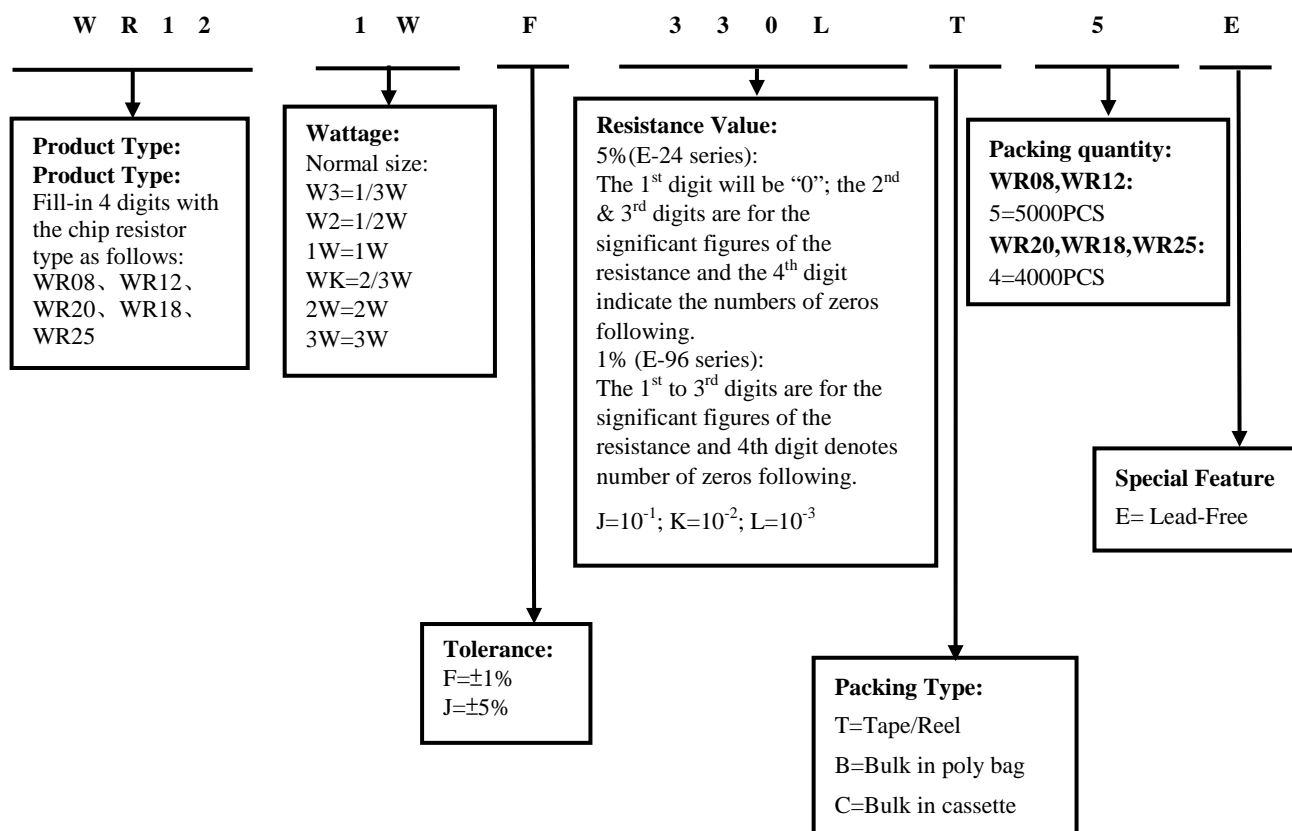 W R 1 2 1 W F 3 3 0 L T 5 E
Product Type:
Product Type:
Fill-in 4 digits with
the chip resistor
type as follows:
WR08、WR12、
WR20、WR18、
WR25
Wattage:
Normal size:
W3=1/3W
W2=1/2W
1W=1W
WK=2/3W
2W=2W
3W=3W
Resistance Value:
5%(E-24 series):
The 1st digit will be “0”; the 2nd
& 3rd digits are for the
significant figures of the
resistance and the 4th digit
indicate the numbers of zeros
following.
1% (E-96 series):
The 1st to 3rd digits are for the
significant figures of the
resistance and 4th digit denotes
number of zeros following.
J=10-1; K=10-2; L=10-3
Packing quantity:
WR08,WR12:
5=5000PCS
WR20,WR18,WR25:
4=4000PCS
Special Feature
E= Lead-Free
Tolerance:
F=±1%
J=±5%
Packing Type:
T=Tape/Reel
B=Bulk in poly bag
C=Bulk in cassette